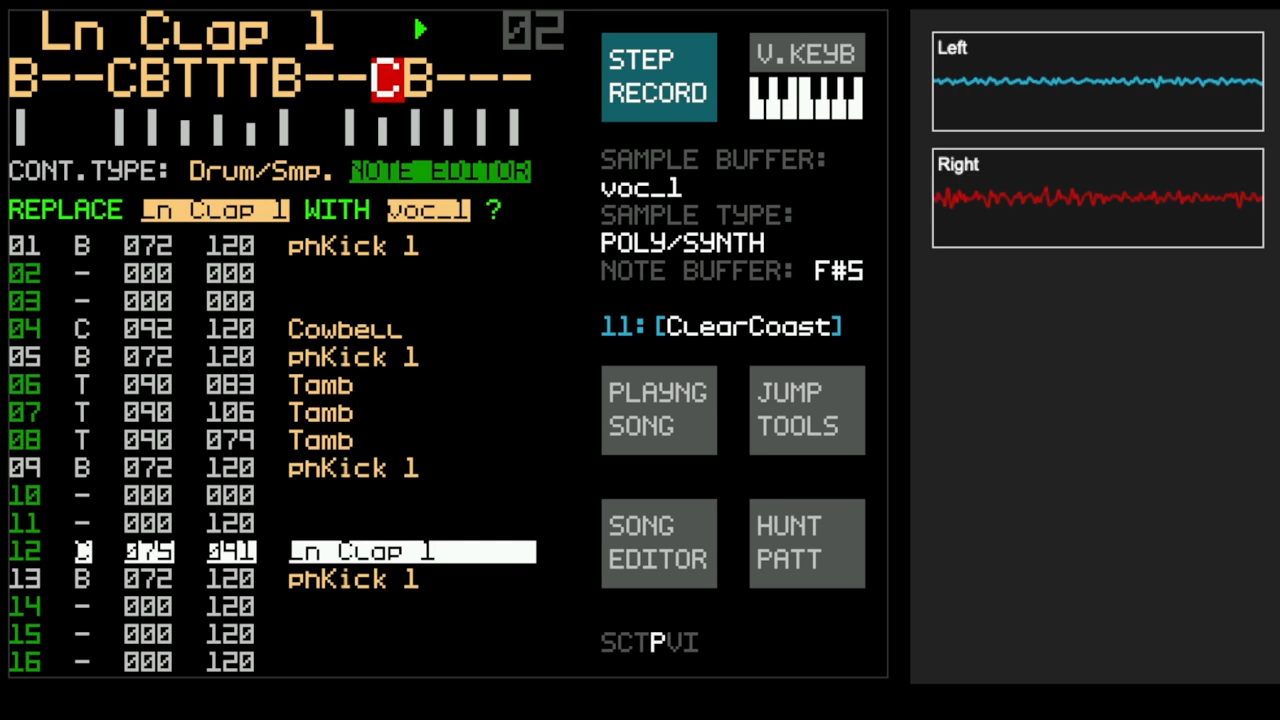 Ln Clap 1 02
B--CBTTTB--CB---
CONT.TYPE: Drum/Smp. NOTE EDITOR
REPLACE Ln Clap 1 WITH voc_1 ?
01 B 072 120 phKick 1
02 - 000 000
03 - 000 000
04 C 092 120 Cowbell
05 B 072 120 phKick 1
06 T 090 083 Tamb
07 T 090 106 Tamb
08 T 090 079 Tamb
09 B 072 120 phKick 1
10 - 000 000
11 - 000 120
12 C 075 091 Ln Clap 1
13 B 072 120 phKick 1
14 - 000 120
15 - 000 120
16 - 000 120
STEP
RECORD
V.KEYB
SAMPLE BUFFER:
voc_1
SAMPLE TYPE:
POLY/SYNTH
NOTE BUFFER: F#5
11:[ClearCoast]
PLAYNG
SONG
JUMP
TOOLS
SONG
EDITOR
HUNT
PATT
SCTPVI
Left
Right